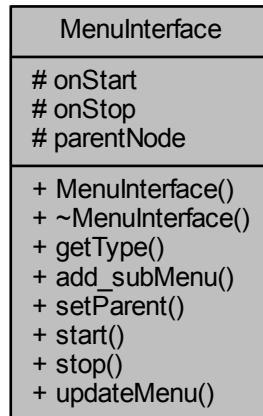 MenuInterface
# onStart
# onStop
# parentNode
+ MenuInterface()
+ ~MenuInterface()
+ getType()
+ add_subMenu()
+ setParent()
+ start()
+ stop()
+ updateMenu()